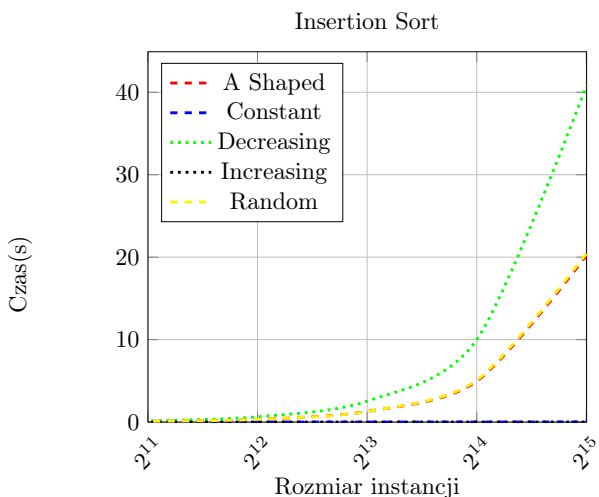 Insertion Sort
A Shaped
Constant
Decreasing
Increasing
Random
Czas(s)
40
30
20
10
0
2^11 2^12 2^13 2^14 2^15
Rozmiar instancji